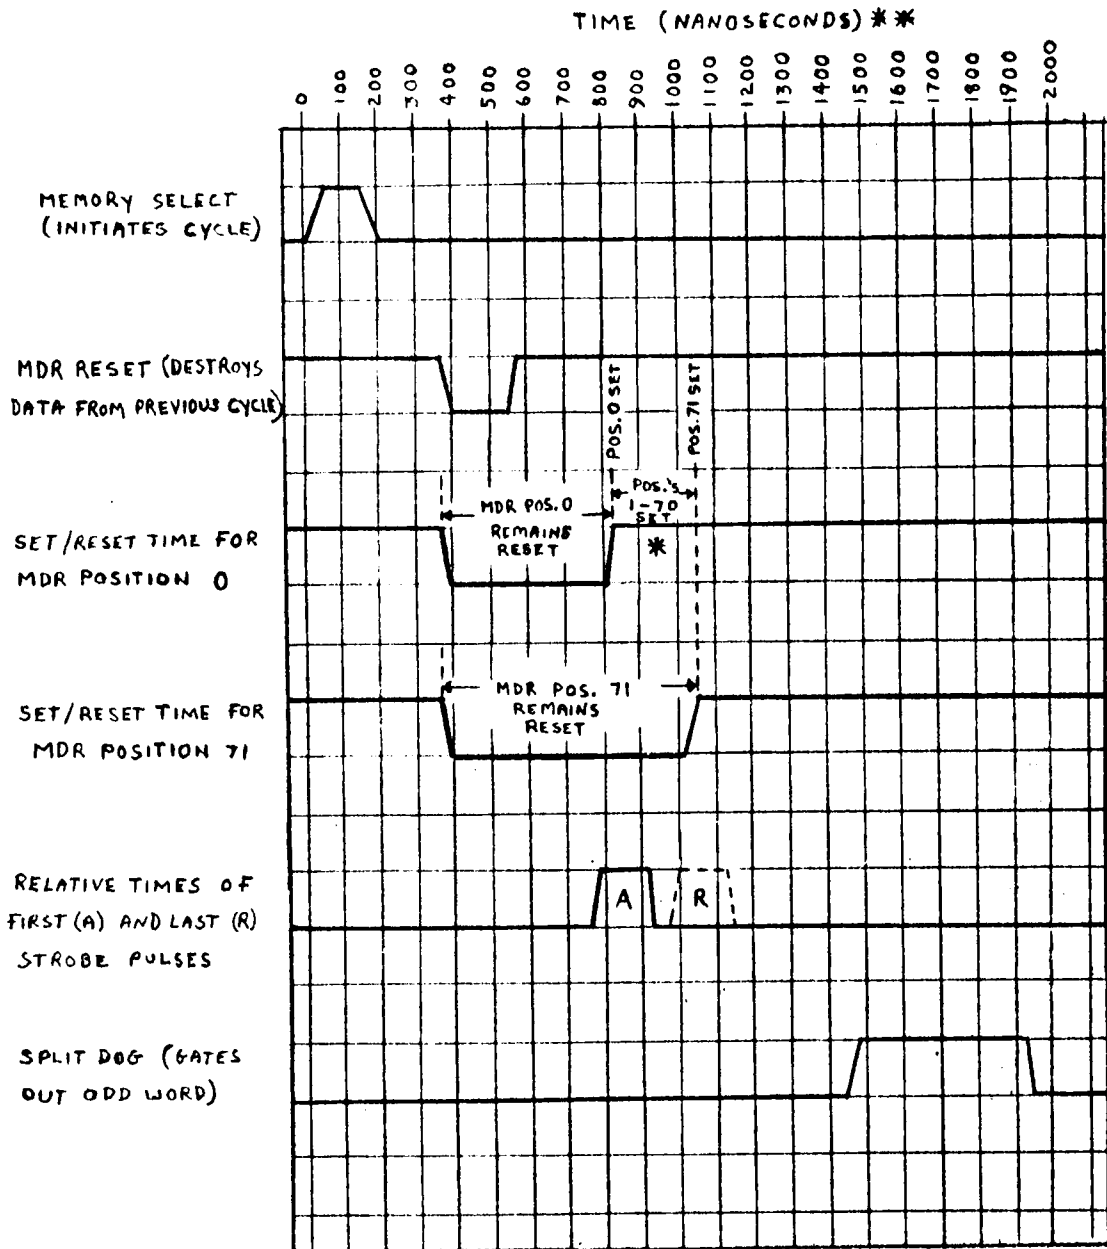 TIME (NANOSECONDS) **
0 100 200 300 400 500 600 700 800 900 1000 1100 1200 1300 1400 1500 1600 1700 1800 1900 2000
MEMORY SELECT
(INITIATES CYCLE)
MDR RESET (DESTROYS
DATA FROM PREVIOUS CYCLE)
POS. 0 SET
POS. 71 SET
MDR POS. 0
REMAINS
RESET
POS.'S
1-70
SET
*
SET/RESET TIME FOR
MDR POSITION 0
MDR POS. 71
REMAINS
RESET
SET/RESET TIME FOR
MDR POSITION 71
RELATIVE TIMES OF
FIRST (A) AND LAST (R)
STROBE PULSES
A
R
SPLIT DOG (GATES
OUT ODD WORD)